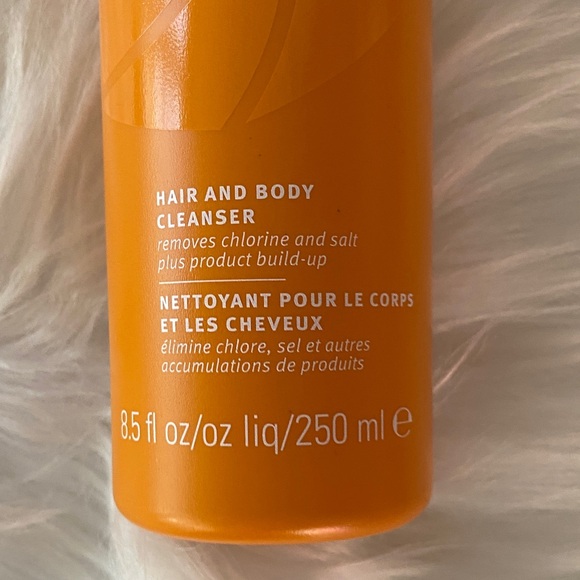 HAIR AND BODY
CLEANSER
removes chlorine and salt
plus product build-up
NETTOYANT POUR LE CORPS
ET LES CHEVEUX
élimine chlore, sel et autres
accumulations de produits
8.5 fl oz/oz liq/250 ml ℮